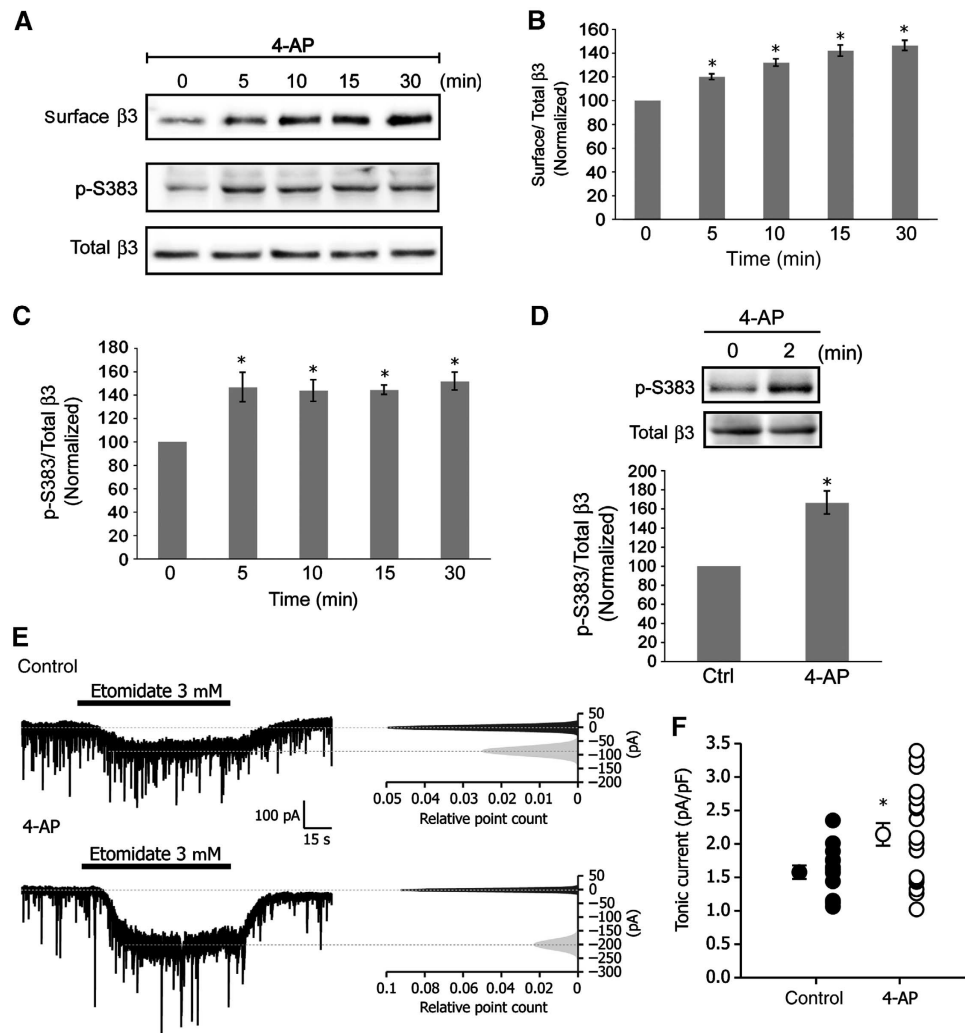 A
4-AP
0 5 10 15 30 (min)
Surface β3
p-S383
Total β3
B
Surface/ Total β3
(Normalized)
160
140
120
100
80
60
40
20
0
* * * *
0 5 10 15 30
Time (min)
C
p-S383/Total β3
(Normalized)
180
160
140
120
100
80
60
40
20
0
* * * *
0 5 10 15 30
Time (min)
D
4-AP
0 2 (min)
p-S383
Total β3
p-S383/Total β3
(Normalized)
200
180
160
140
120
100
80
60
40
20
0
*
Ctrl 4-AP
E
Control
Etomidate 3 mM
100 pA
15 s
50
0
−50
−100
−150
−200
(pA)
0.05 0.04 0.03 0.02 0.01 0
Relative point count
4-AP
Etomidate 3 mM
50
0
−50
−100
−150
−200
−250
−300
(pA)
0.1 0.08 0.06 0.04 0.02 0
Relative point count
F
Tonic current (pA/pF)
3.5
3.0
2.5
2.0
1.5
1.0
0.5
0.0
*
Control 4-AP